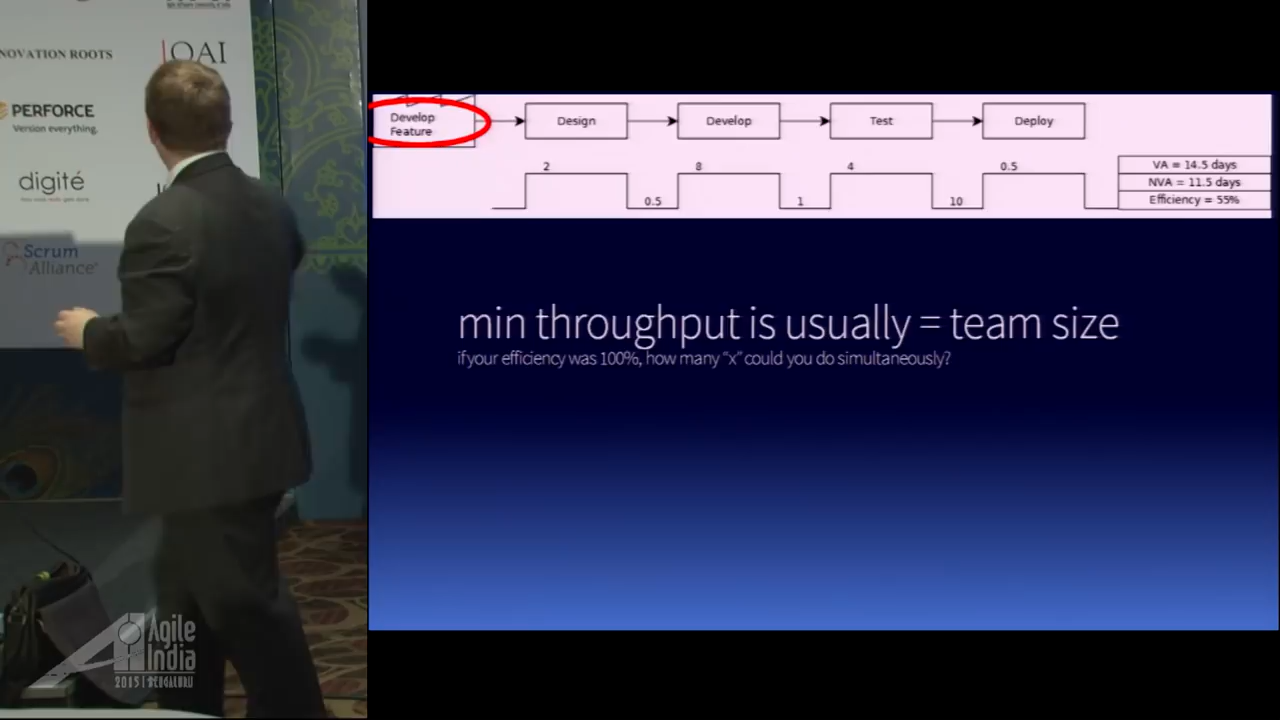 NOVATION ROOTS
QAI
PERFORCE
Version everything.
digité
Scrum
Alliance®
Agile
India
2015 | BENGALURU
Develop
Feature
Design
Develop
Test
Deploy
2
8
4
0.5
0.5
1
10
VA = 14.5 days
NVA = 11.5 days
Efficiency = 55%
min throughput is usually = team size
if your efficiency was 100%, how many “x” could you do simultaneously?